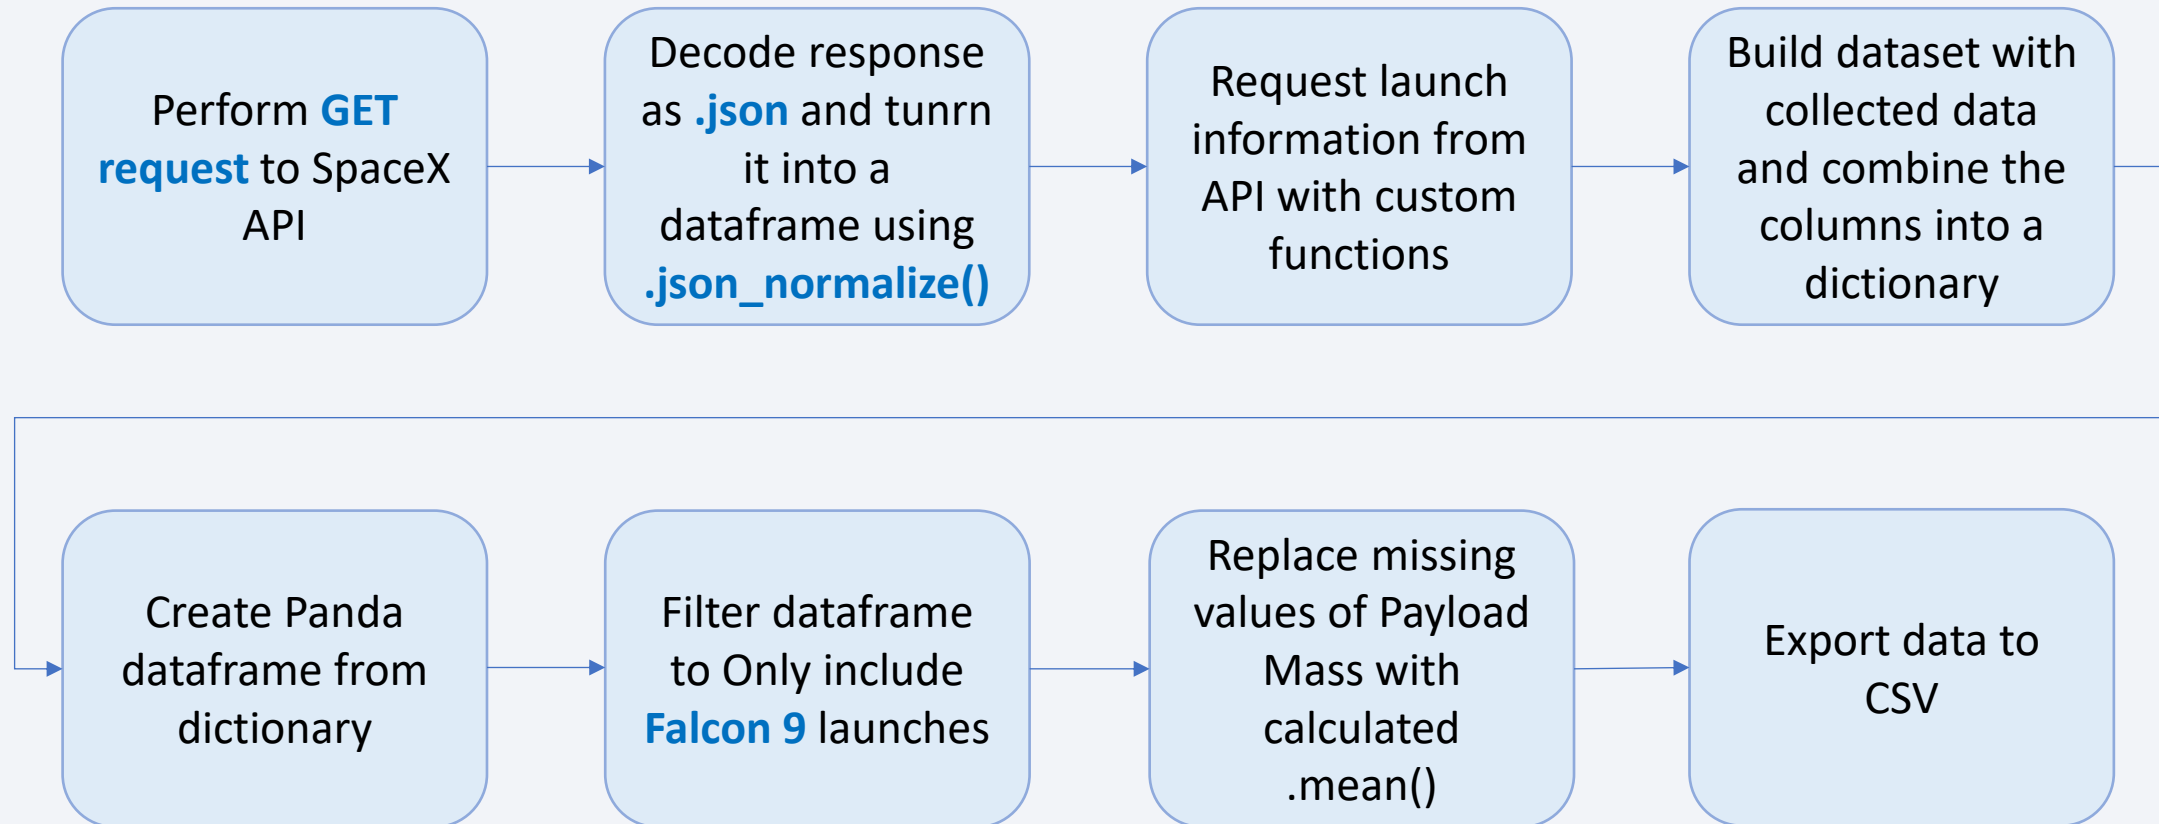 Perform GET
request to SpaceX
API
Decode response
as .json and tunrn
it into a
dataframe using
.json_normalize()
Request launch
information from
API with custom
functions
Build dataset with
collected data
and combine the
columns into a
dictionary
Create Panda
dataframe from
dictionary
Filter dataframe
to Only include
Falcon 9 launches
Replace missing
values of Payload
Mass with
calculated
.mean()
Export data to
CSV